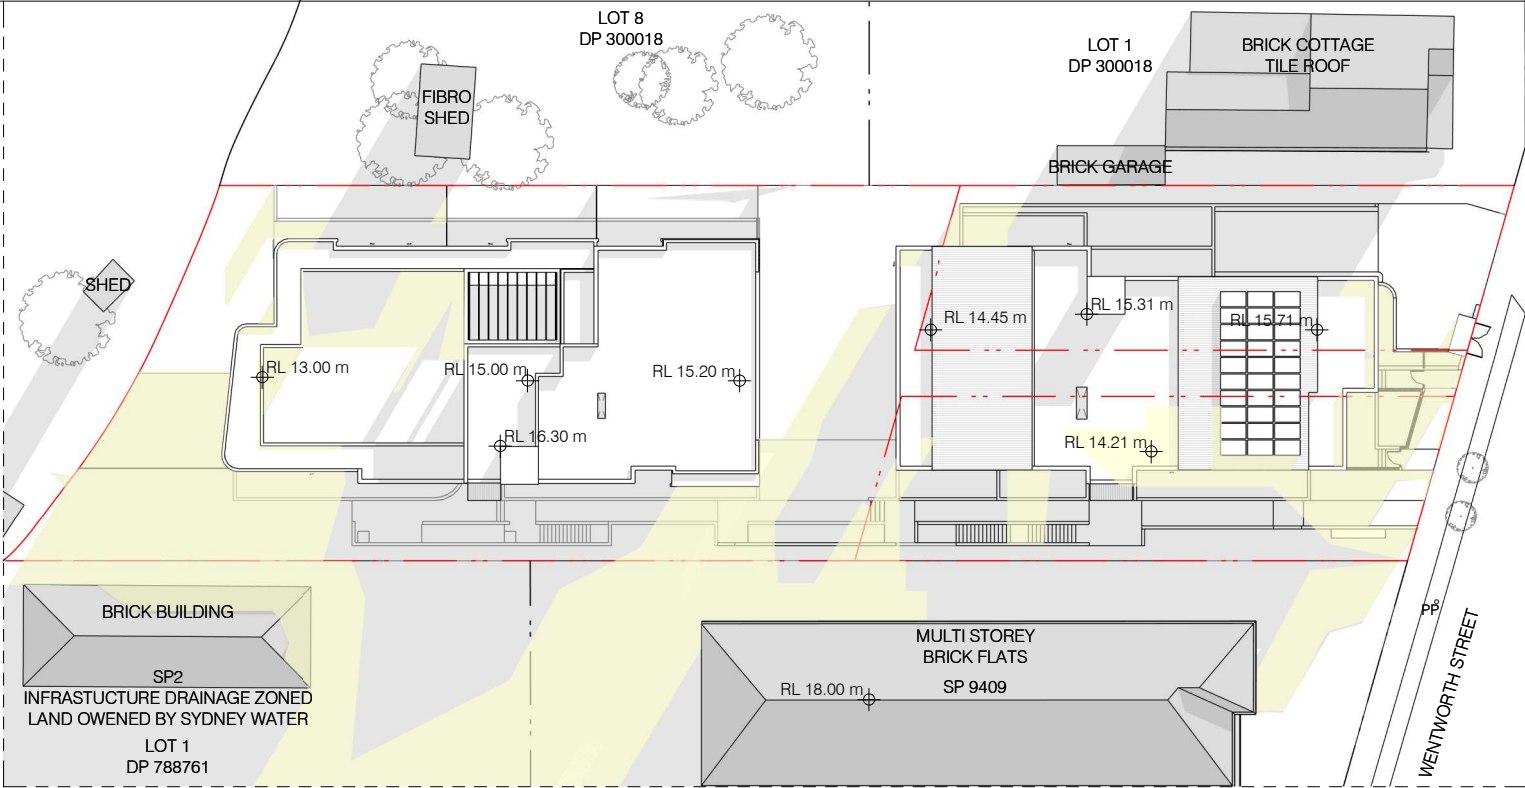 LOT 8
DP 300018
LOT 1
DP 300018
BRICK COTTAGE
TILE ROOF
FIBRO
SHED
BRICK GARAGE
SHED
RL 14.45 m
RL 15.31 m
RL 15.71 m
RL 13.00 m
RL 15.00 m
RL 15.20 m
RL 16.30 m
RL 14.21 m
BRICK BUILDING
SP2
INFRASTUCTURE DRAINAGE ZONED
LAND OWENED BY SYDNEY WATER
LOT 1
DP 788761
MULTI STOREY
BRICK FLATS
SP 9409
RL 18.00 m
PP
WENTWORTH STREET